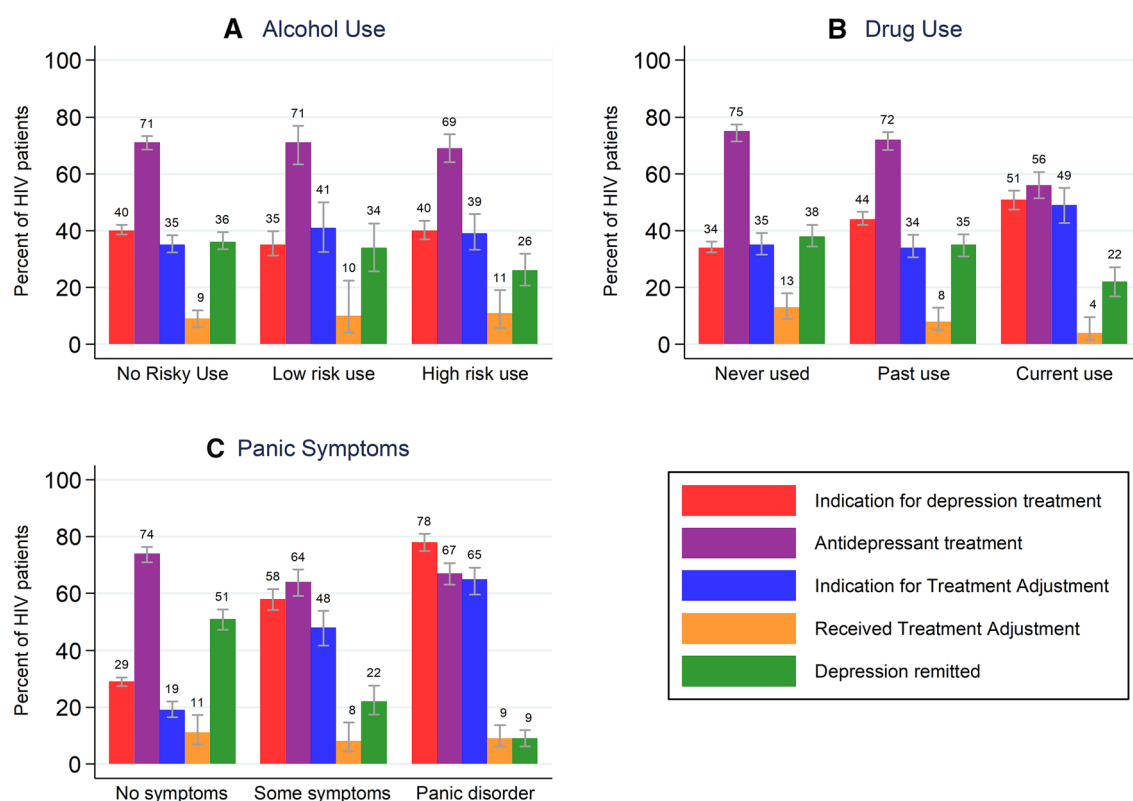 A Alcohol Use
Percent of HIV patients
100
80
60
40
20
0
40 71 35 9 36
35 71 41 10 34
40 69 39 11 26
No Risky Use Low risk use High risk use
B Drug Use
Percent of HIV patients
100
80
60
40
20
0
34 75 35 13 38
44 72 34 8 35
51 56 49 4 22
Never used Past use Current use
C Panic Symptoms
Percent of HIV patients
100
80
60
40
20
0
29 74 19 11 51
58 64 48 8 22
78 67 65 9 9
No symptoms Some symptoms Panic disorder
Indication for depression treatment
Antidepressant treatment
Indication for Treatment Adjustment
Received Treatment Adjustment
Depression remitted